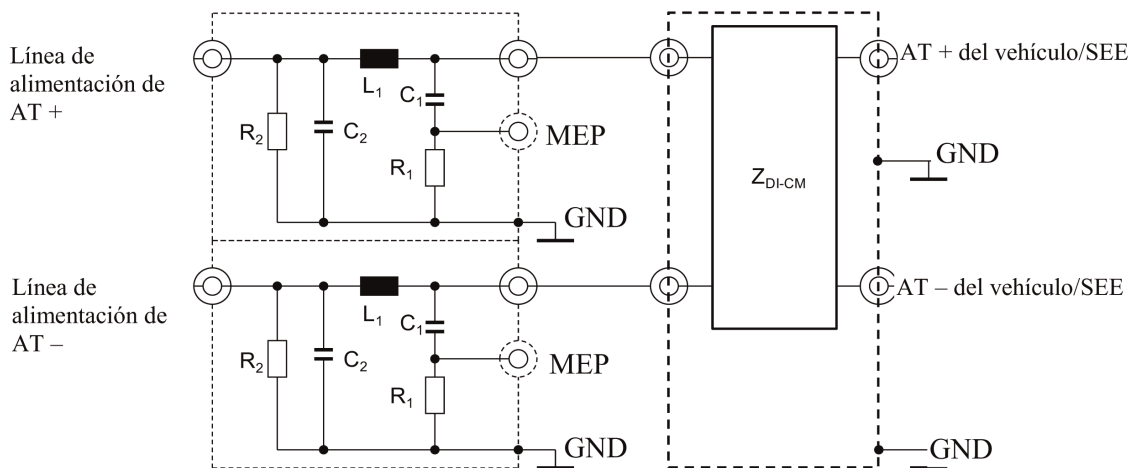 Línea de
alimentación de
AT +
L₁
C₁
R₂
C₂
R₁
MEP
GND
Z_DI-CM
AT + del vehículo/SEE
GND
Línea de
alimentación de
AT –
L₁
C₁
R₂
C₂
R₁
MEP
GND
AT – del vehículo/SEE
GND